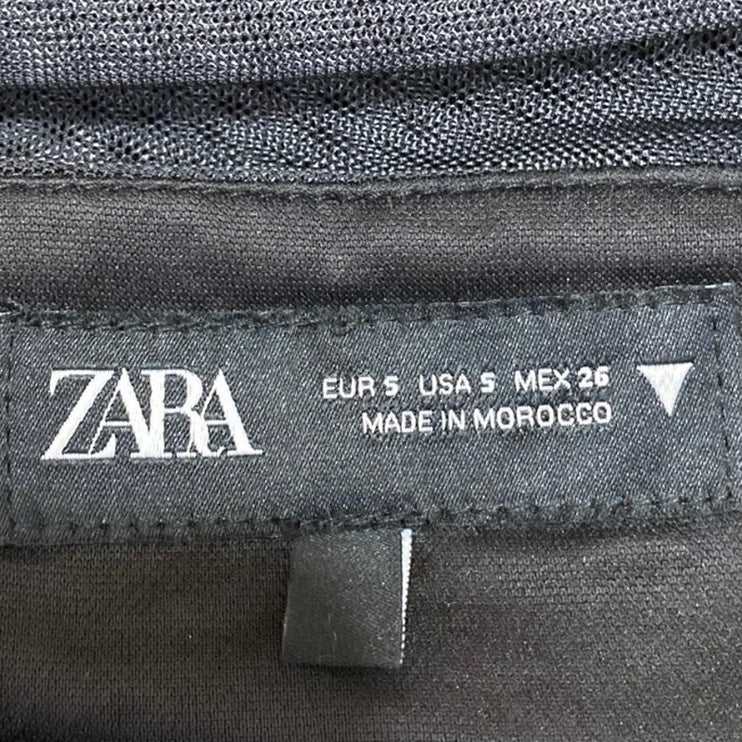 ZARA
EUR S USA S MEX 26
MADE IN MOROCCO